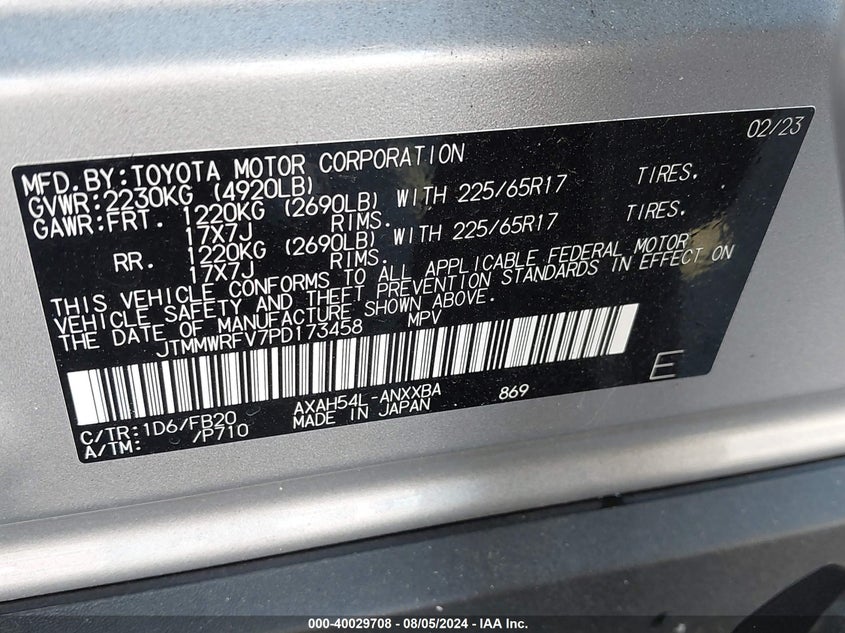 02/23
MFD.BY:TOYOTA MOTOR CORPORATION
GVWR:2230KG (4920LB)
GAWR:FRT. 1220KG (2690LB) WITH 225/65R17 TIRES.
17X7J RIMS.
RR. 1220KG (2690LB) WITH 225/65R17 TIRES.
17X7J RIMS.
THIS VEHICLE CONFORMS TO ALL APPLICABLE FEDERAL MOTOR
VEHICLE SAFETY AND THEFT PREVENTION STANDARDS IN EFFECT ON
THE DATE OF MANUFACTURE SHOWN ABOVE.
JTMMWRFV7PD173458 MPV
E
C/TR:1D6/FB20 AXAH54L-ANXXBA 869
A/TM: /P710 MADE IN JAPAN
000-40029708 - 08/05/2024 - IAA Inc.